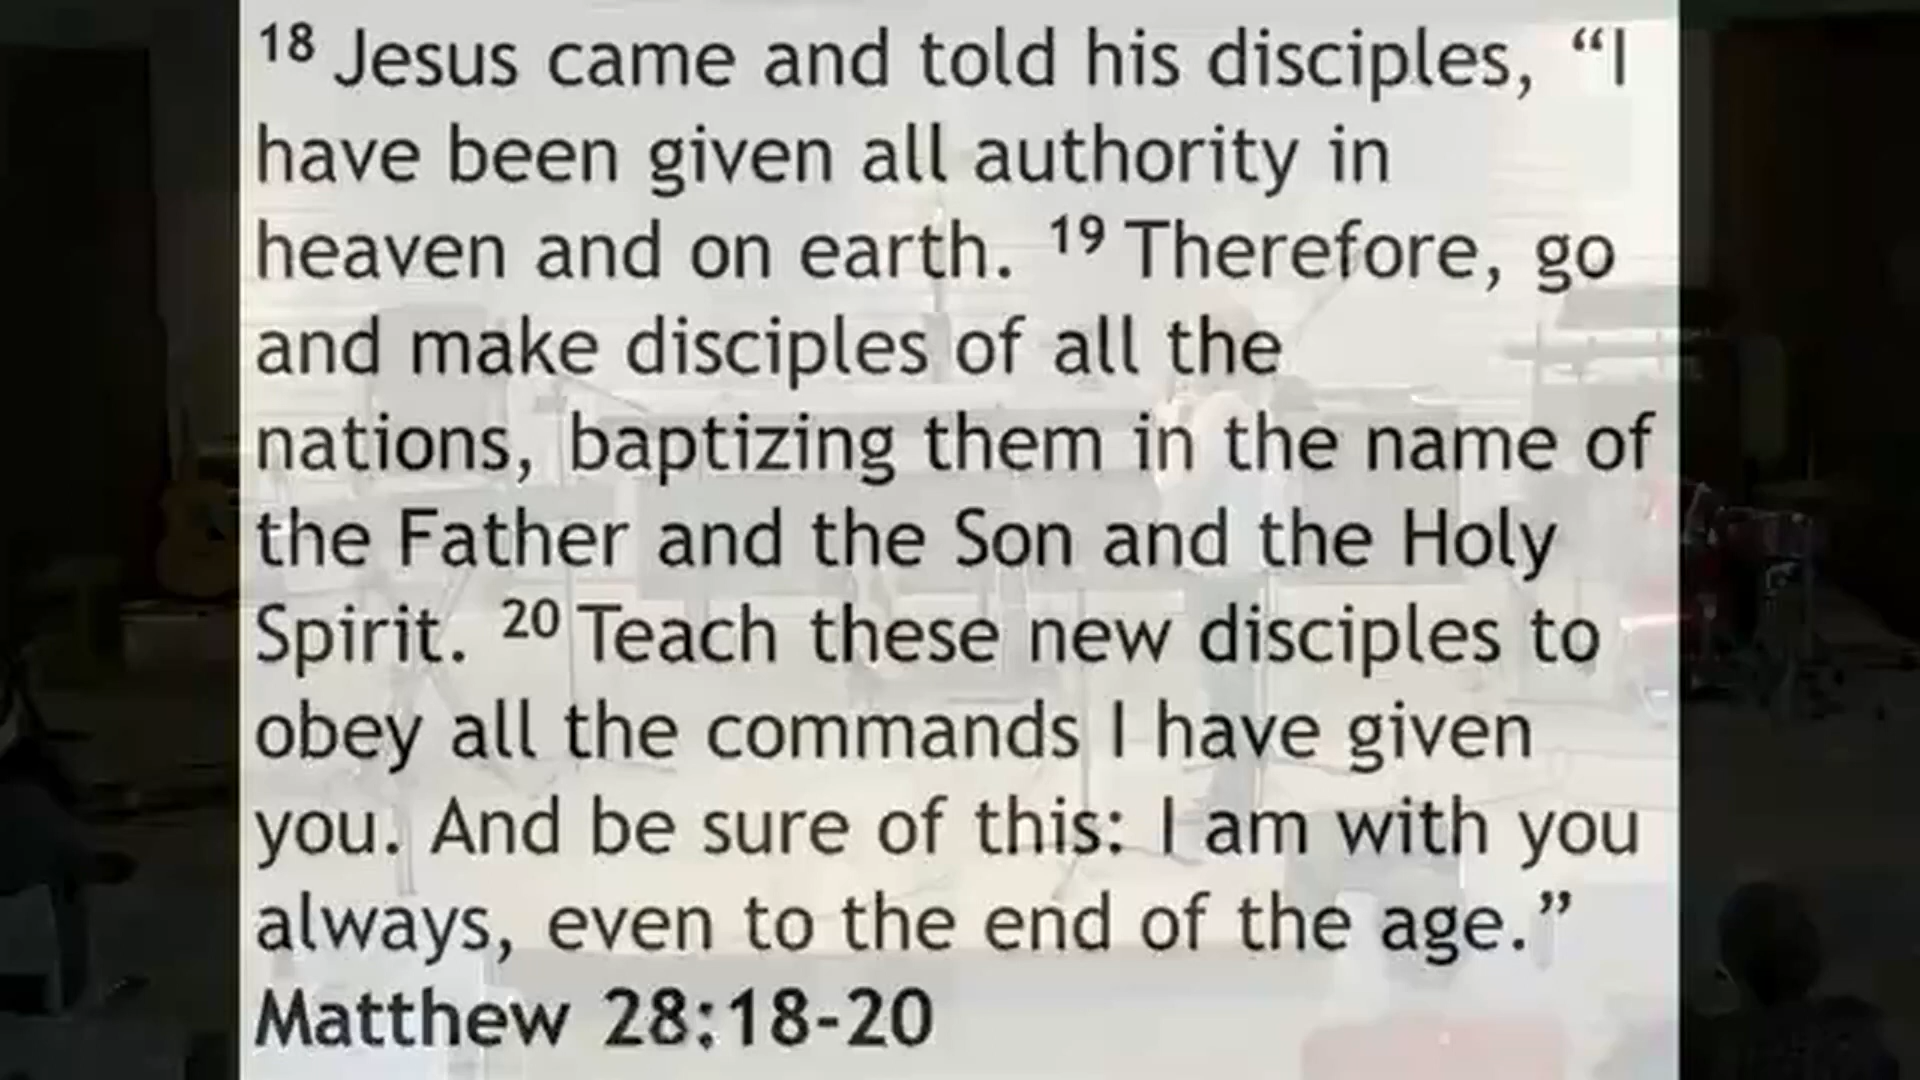 18 Jesus came and told his disciples, “I
have been given all authority in
heaven and on earth. 19 Therefore, go
and make disciples of all the
nations, baptizing them in the name of
the Father and the Son and the Holy
Spirit. 20 Teach these new disciples to
obey all the commands I have given
you. And be sure of this: I am with you
always, even to the end of the age.”
Matthew 28:18-20